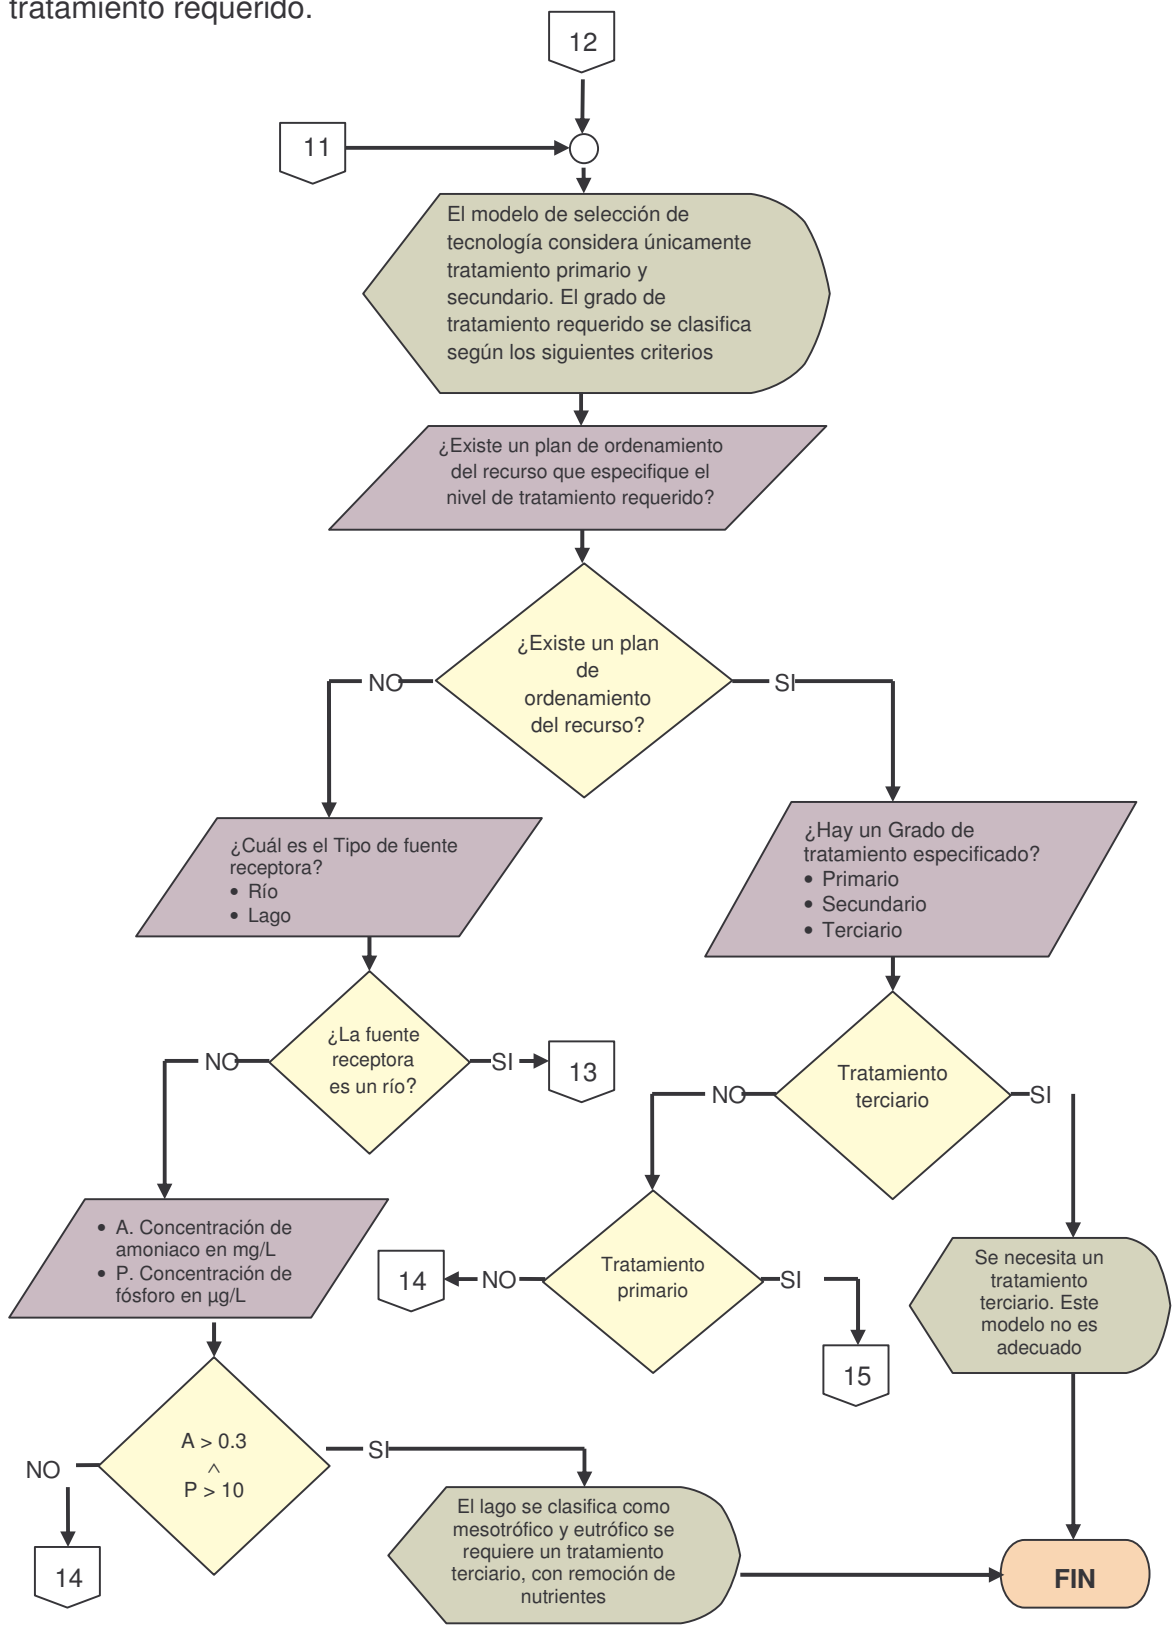 tratamiento requerido.
12
11
El modelo de selección de
tecnología considera únicamente
tratamiento primario y
secundario. El grado de
tratamiento requerido se clasifica
según los siguientes criterios
¿Existe un plan de ordenamiento
del recurso que especifique el
nivel de tratamiento requerido?
¿Existe un plan
de
ordenamiento
del recurso?
NO
SI
¿Cuál es el Tipo de fuente
receptora?
• Río
• Lago
¿Hay un Grado de
tratamiento especificado?
• Primario
• Secundario
• Terciario
¿La fuente
receptora
es un río?
NO
SI
13
Tratamiento
terciario
NO
SI
• A. Concentración de
amoniaco en mg/L
• P. Concentración de
fósforo en µg/L
Tratamiento
primario
NO
14
SI
15
Se necesita un
tratamiento
terciario. Este
modelo no es
adecuado
A > 0.3
^
P > 10
NO
14
SI
El lago se clasifica como
mesotrófico y eutrófico se
requiere un tratamiento
terciario, con remoción de
nutrientes
FIN